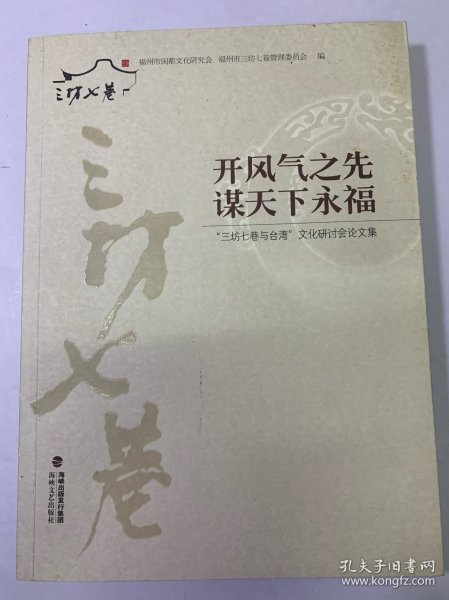 福州市闽都文化研究会 福州市三坊七巷管理委员会 编
三坊七巷
三坊七巷
开风气之先
谋天下永福
“三坊七巷与台湾”文化研讨会论文集
海峡出版发行集团
海峡文艺出版社
孔夫子旧书网
www.kongfz.com